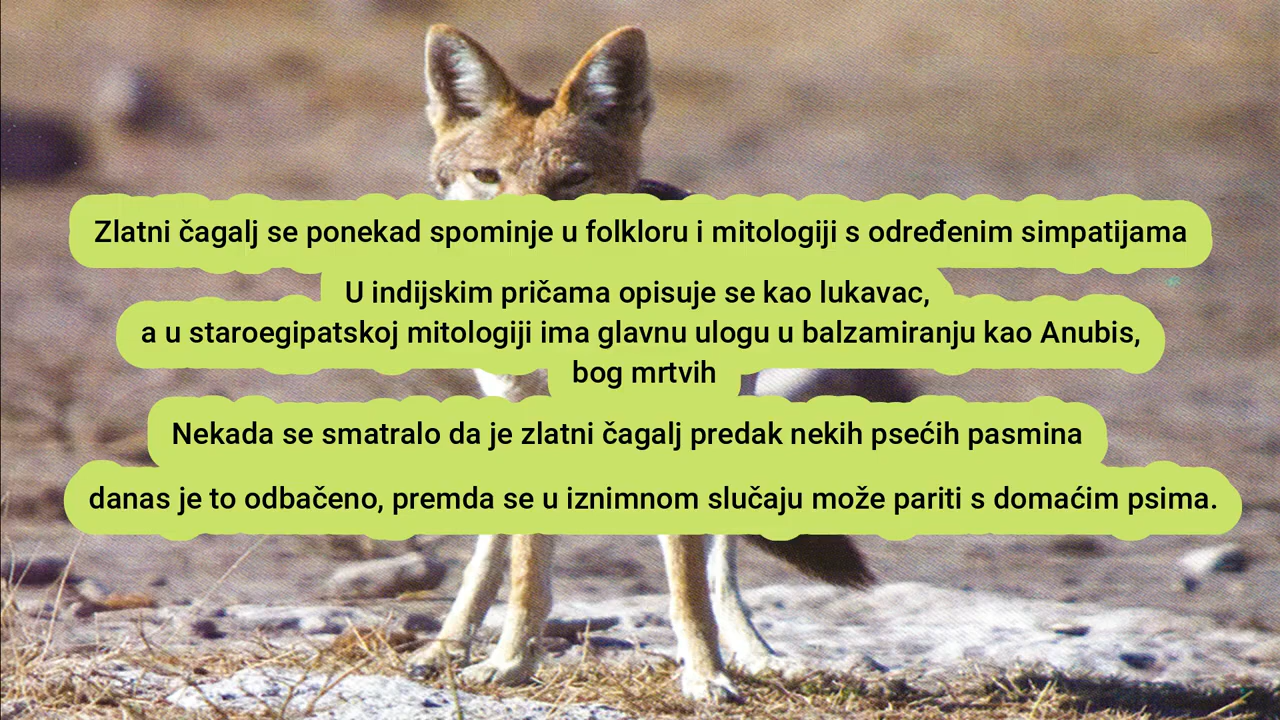 Zlatni čagalj se ponekad spominje u folkloru i mitologiji s određenim simpatijama
U indijskim pričama opisuje se kao lukavac,
a u staroegipatskoj mitologiji ima glavnu ulogu u balzamiranju kao Anubis,
bog mrtvih
Nekada se smatralo da je zlatni čagalj predak nekih psećih pasmina
danas je to odbačeno, premda se u iznimnom slučaju može pariti s domaćim psima.